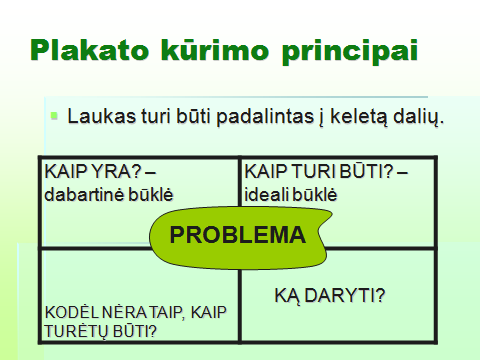 Plakato kūrimo principai
Laukas turi būti padalintas į keletą dalių.
KAIP YRA? –
dabartinė būklė
KAIP TURI BŪTI? –
ideali būklė
PROBLEMA
KODĖL NĖRA TAIP, KAIP
TURĖTŲ BŪTI?
KĄ DARYTI?